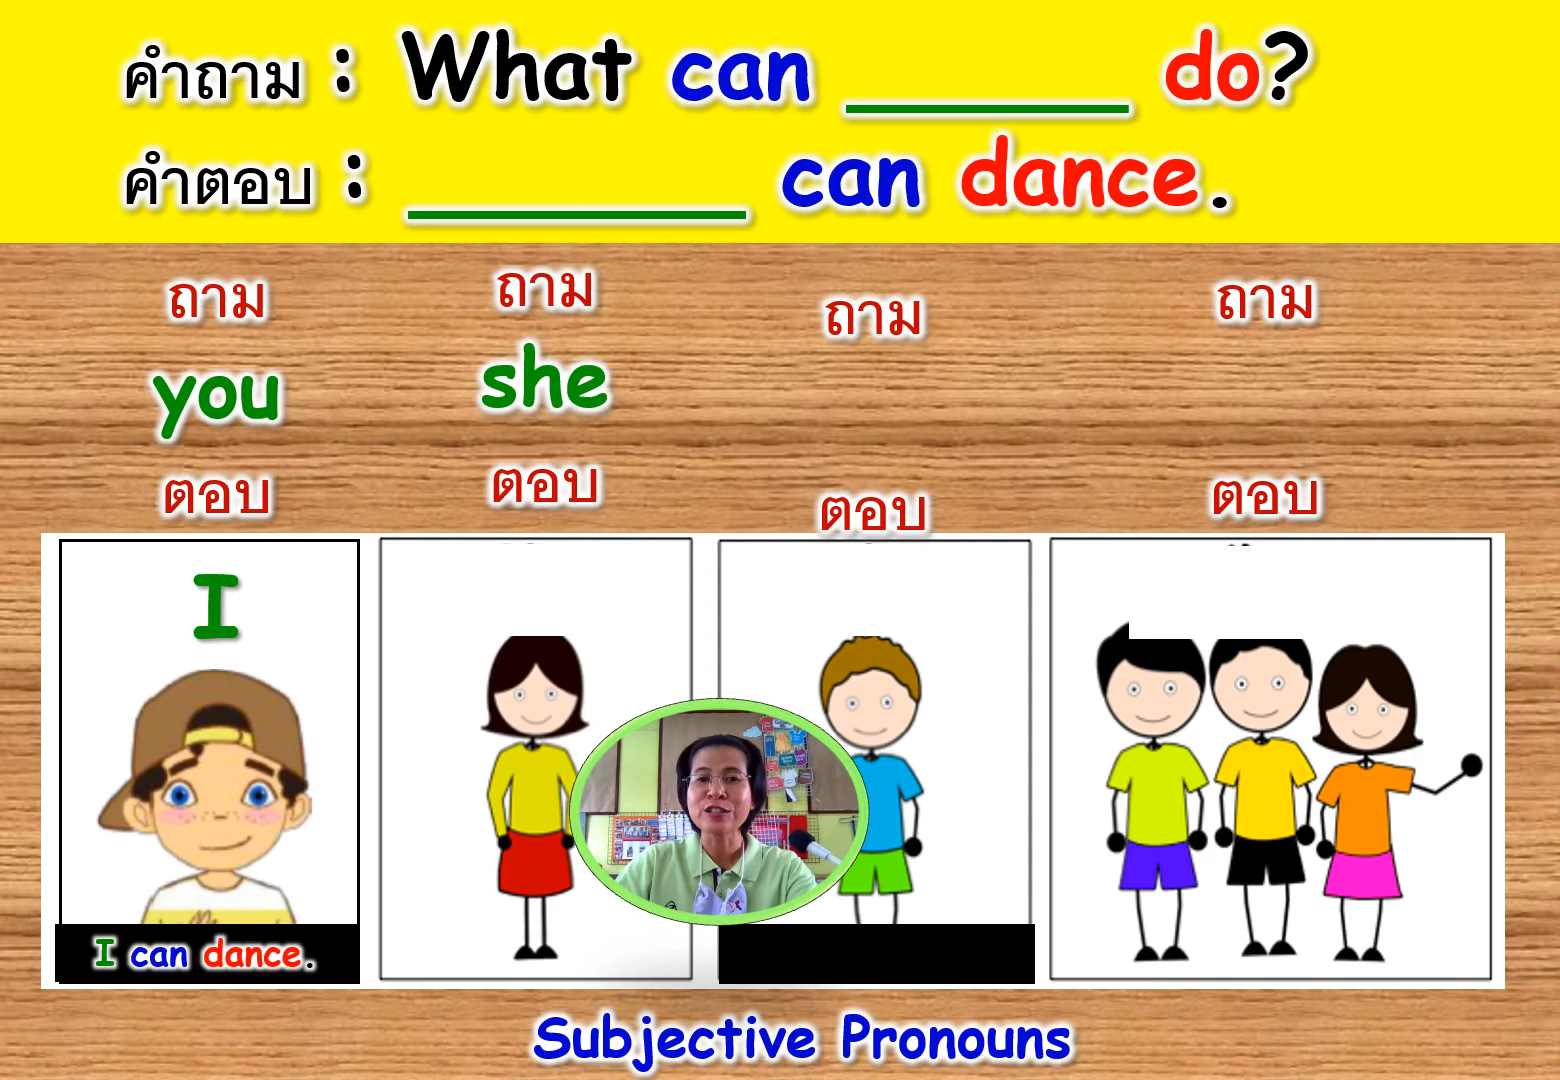 คำถาม : What can ________ do?
คำตอบ : __________ can dance.
ถาม ถาม ถาม ถาม
you she
ตอบ ตอบ ตอบ ตอบ
I
I can dance.
Subjective Pronouns